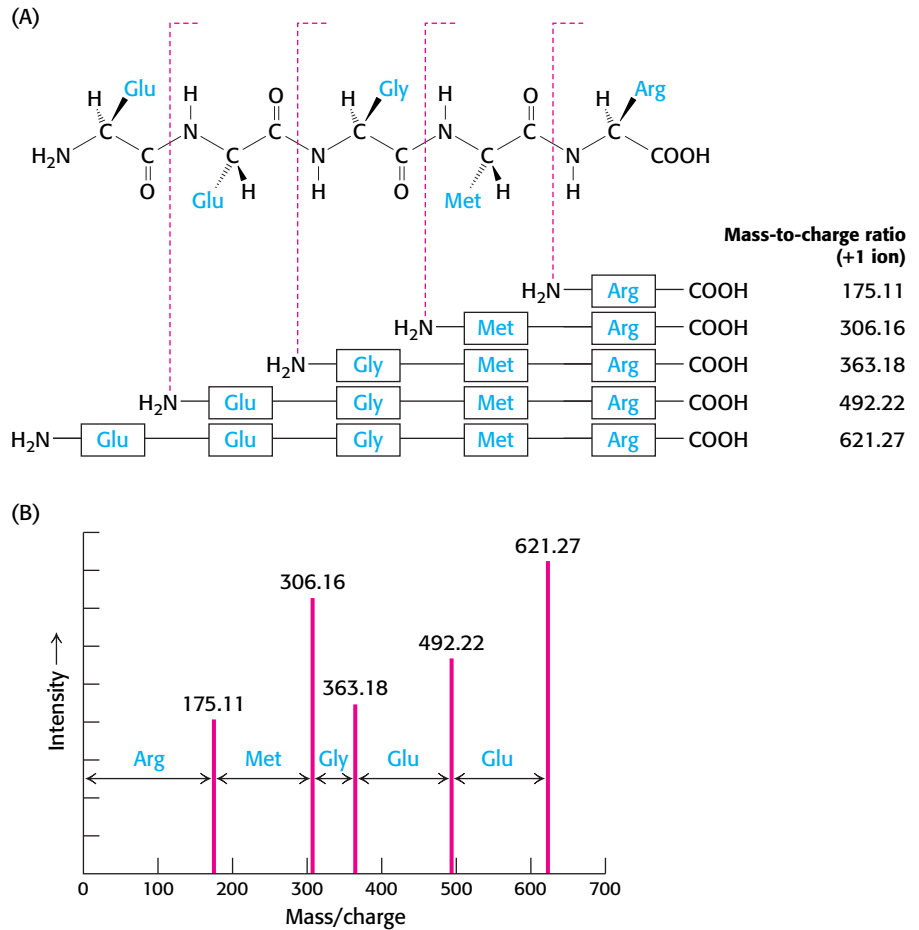 (A)
Glu H Gly H Arg
H N O H N O H
C C C C C
H₂N C N C N COOH
O Glu H H O Met H H
Mass-to-charge ratio
(+1 ion)
H₂N Arg COOH 175.11
H₂N Met Arg COOH 306.16
H₂N Gly Met Arg COOH 363.18
H₂N Glu Gly Met Arg COOH 492.22
H₂N Glu Glu Gly Met Arg COOH 621.27
(B)
621.27
306.16
492.22
363.18
175.11
Intensity →
Arg Met Gly Glu Glu
0 100 200 300 400 500 600 700
Mass/charge